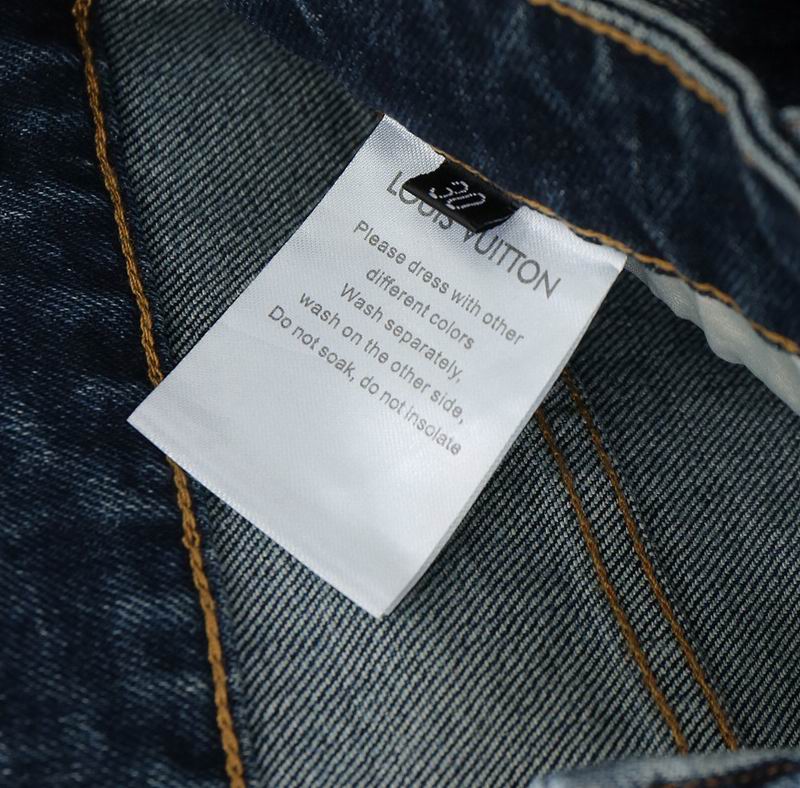 30
LOUIS VUITTON
Please dress with other
different colors
Wash separately,
wash on the other side,
Do not soak, do not insolate